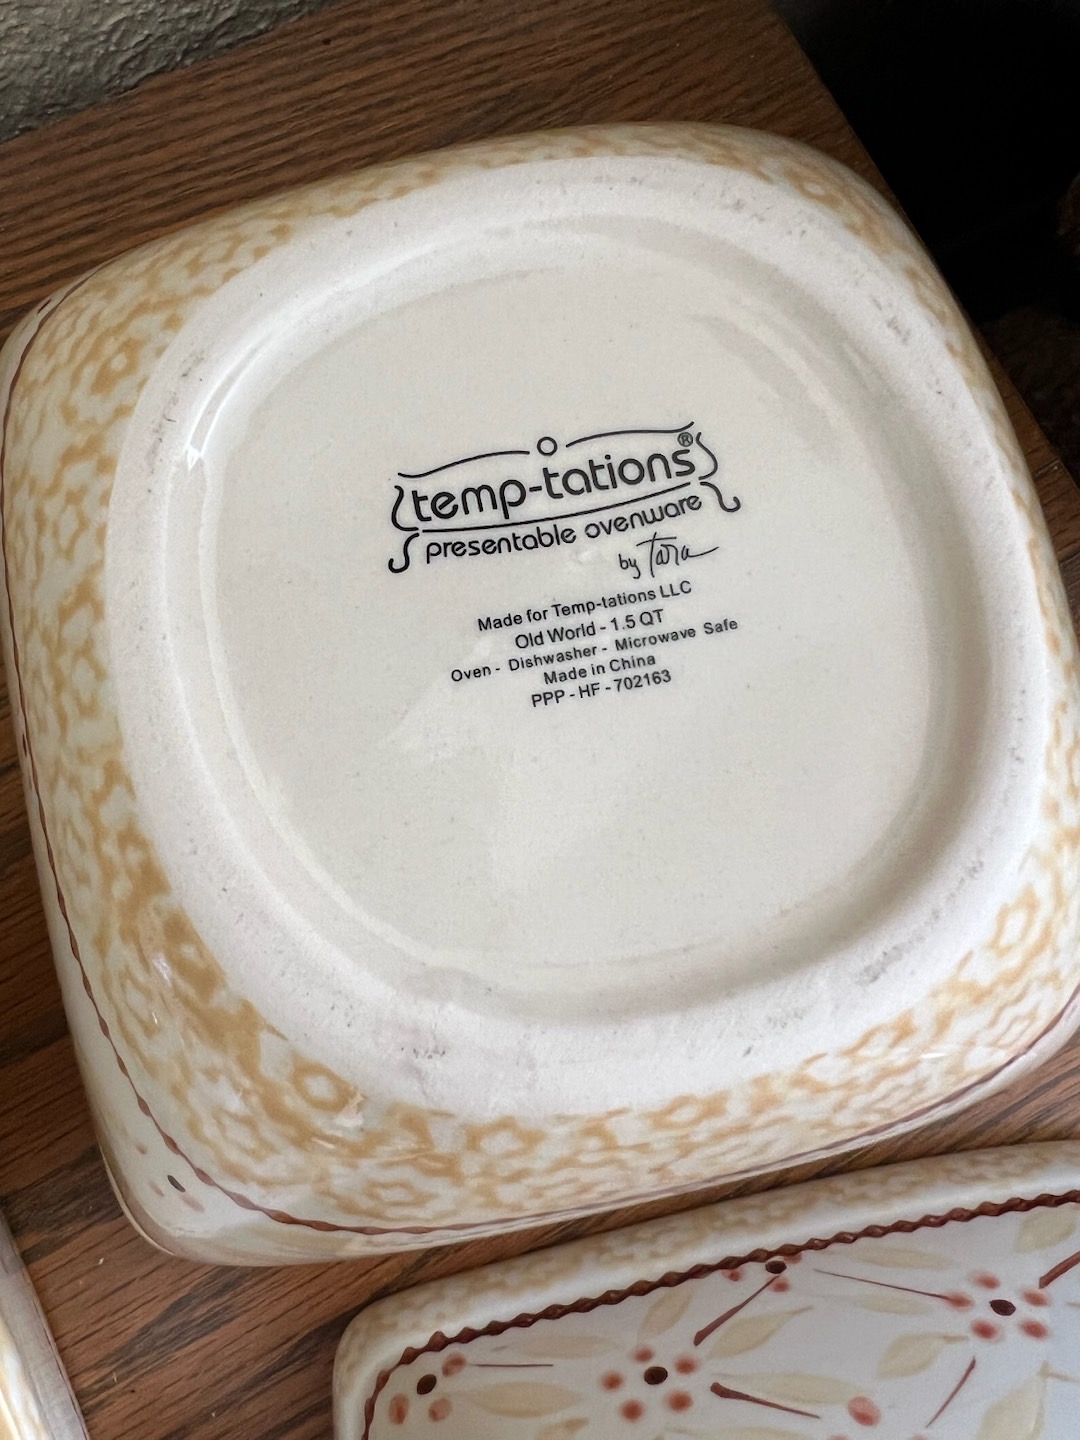 temp-tations®
presentable ovenware
by Tara
Made for Temp-tations LLC
Old World - 1.5 QT
Oven - Dishwasher - Microwave Safe
Made in China
PPP - HF - 702163